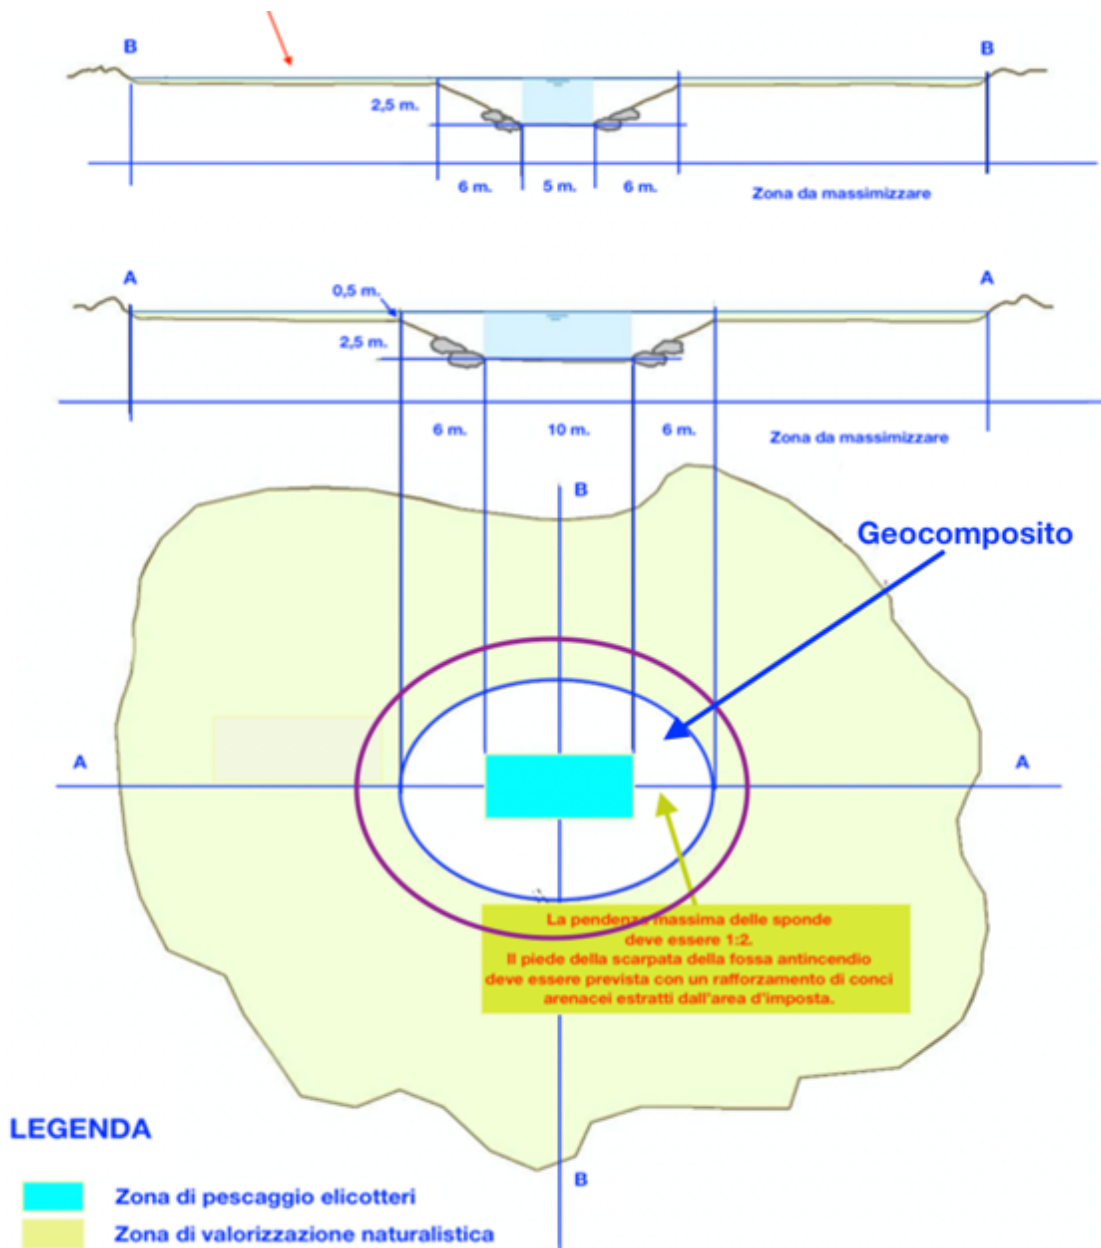 B B
2,5 m.
6 m. 5 m. 6 m. Zona da massimizzare
A A
0,5 m.
2,5 m.
6 m. 10 m. 6 m. Zona da massimizzare
B
Geocomposito
A A
La pendenza massima delle sponde
deve essere 1:2.
Il piede della scarpata della fossa antincendio
deve essere prevista con un rafforzamento di conci
arenacei estratti dall'area d'imposta.
LEGENDA
B
Zona di pescaggio elicotteri
Zona di valorizzazione naturalistica